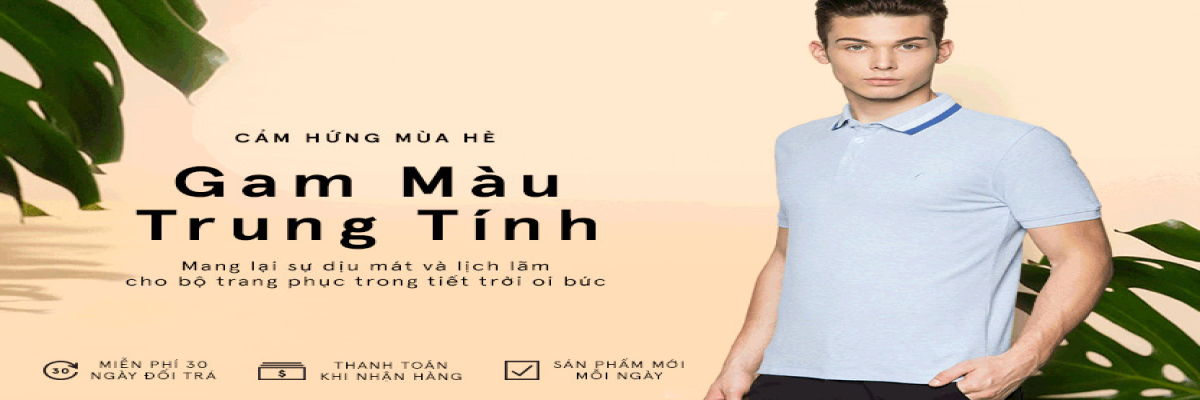 CẢM HỨNG MÙA HÈ
Gam Màu
Trung Tính
Mang lại sự dịu mát và lịch lãm
cho bộ trang phục trong tiết trời oi bức
30
MIỄN PHÍ 30
NGÀY ĐỔI TRẢ
$
THANH TOÁN
KHI NHẬN HÀNG
SẢN PHẨM MỚI
MỖI NGÀY